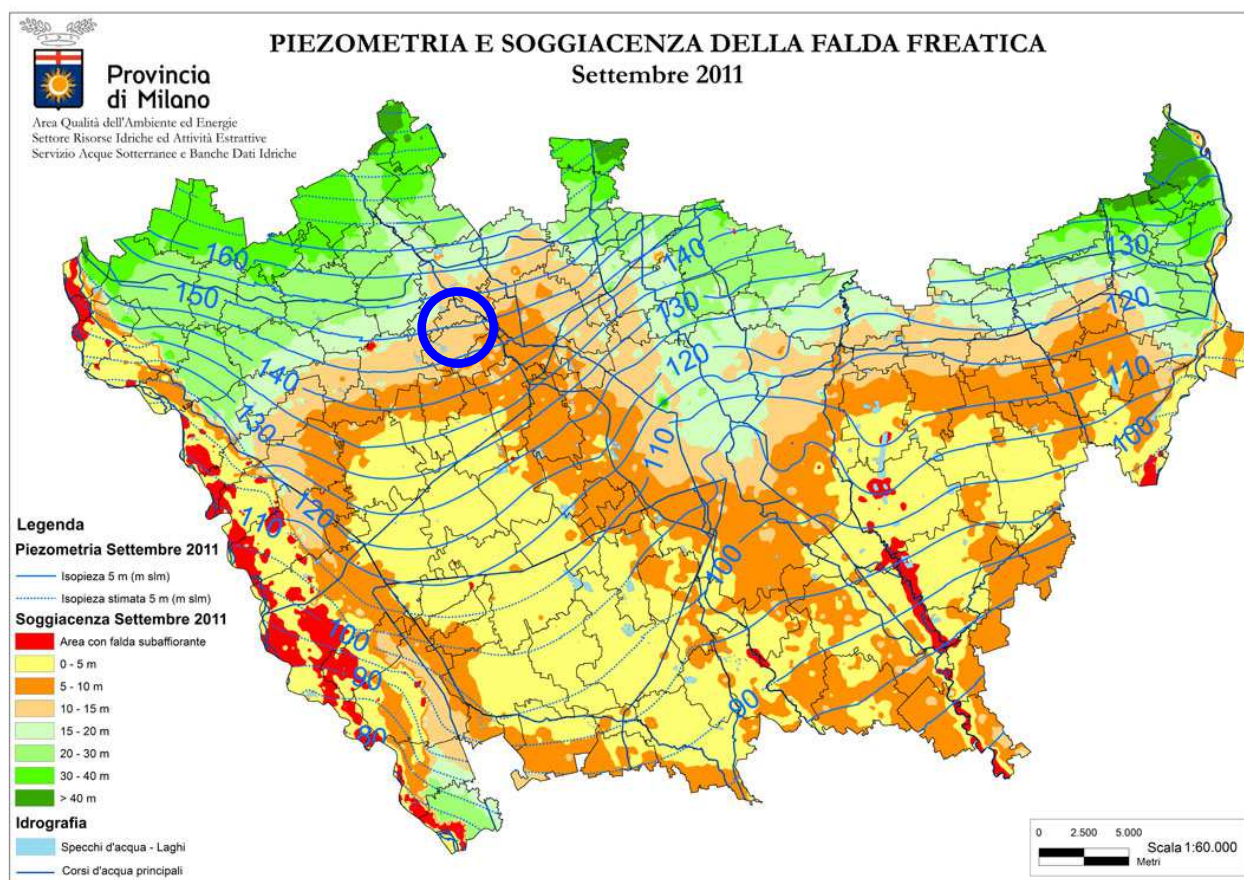 PIEZOMETRIA E SOGGIACENZA DELLA FALDA FREATICA
Settembre 2011
Provincia
di Milano
Area Qualità dell'Ambiente ed Energie
Settore Risorse Idriche ed Attività Estrattive
Servizio Acque Sotterranee e Banche Dati Idriche
160
150
140
130
120
110
100
90
80
140
130
120
110
100
90
130
120
110
100
Legenda
Piezometria Settembre 2011
Isopieza 5 m (m slm)
Isopieza stimata 5 m (m slm)
Soggiacenza Settembre 2011
Area con falda subaffiorante
0 - 5 m
5 - 10 m
10 - 15 m
15 - 20 m
20 - 30 m
30 - 40 m
> 40 m
Idrografia
Specchi d'acqua - Laghi
Corsi d'acqua principali
0 2.500 5.000
Scala 1:60.000
Metri